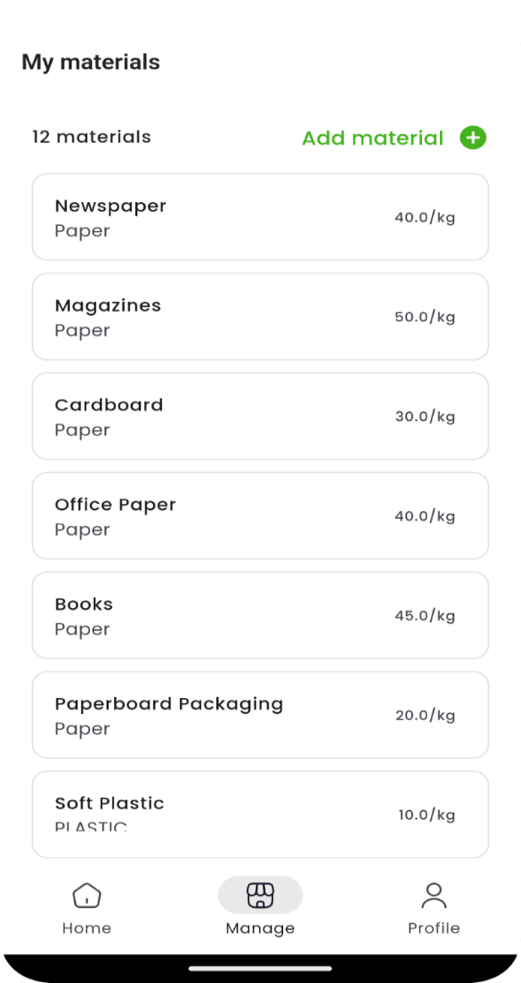 My materials
12 materials
Add material
Newspaper
Paper
40.0/kg
Magazines
Paper
50.0/kg
Cardboard
Paper
30.0/kg
Office Paper
Paper
40.0/kg
Books
Paper
45.0/kg
Paperboard Packaging
Paper
20.0/kg
Soft Plastic
PLASTIC
10.0/kg
Home
Manage
Profile